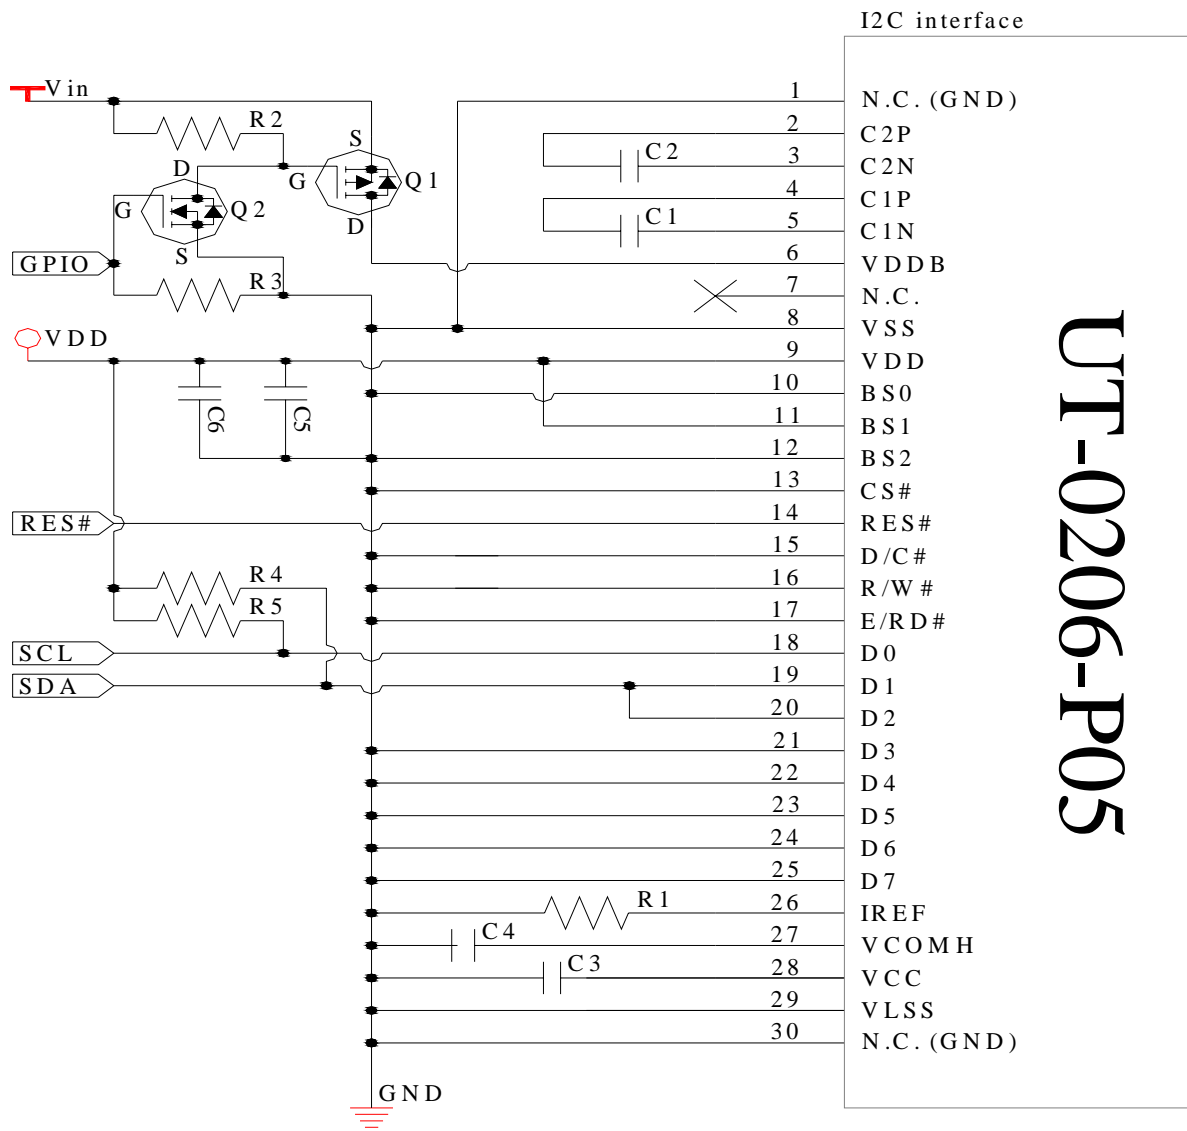 I2C interface
Vin
R2
S
G
Q1
D
D
G
Q2
S
GPIO
R3
VDD
C6
C5
RES#
R4
R5
SCL
SDA
GND
C2
C1
R1
C4
C3
1 N.C. (GND)
2 C2P
3 C2N
4 C1P
5 C1N
6 VDDB
7 N.C.
8 VSS
9 VDD
10 BS0
11 BS1
12 BS2
13 CS#
14 RES#
15 D/C#
16 R/W#
17 E/RD#
18 D0
19 D1
20 D2
21 D3
22 D4
23 D5
24 D6
25 D7
26 IREF
27 VCOMH
28 VCC
29 VLSS
30 N.C. (GND)
UT-0206-P05